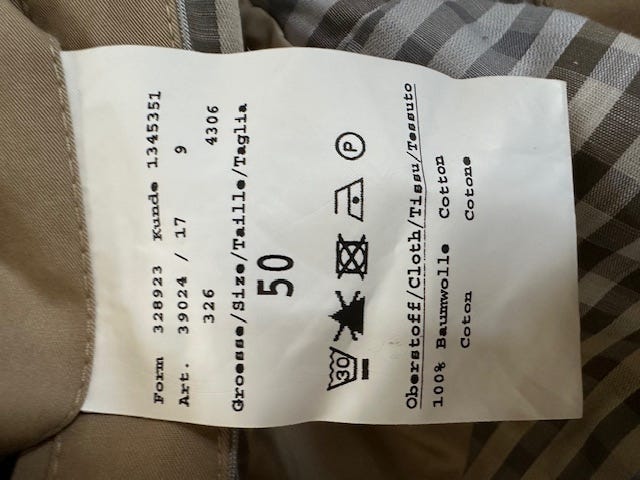 Form 328923 Kunde 1345351
Art. 39024 / 17 9
326 4306
Groesse/Size/Taille/Taglia
50
30 P
Oberstoff/Cloth/Tissu/Tessuto
100% Baumwolle Cotton
Coton Cotone